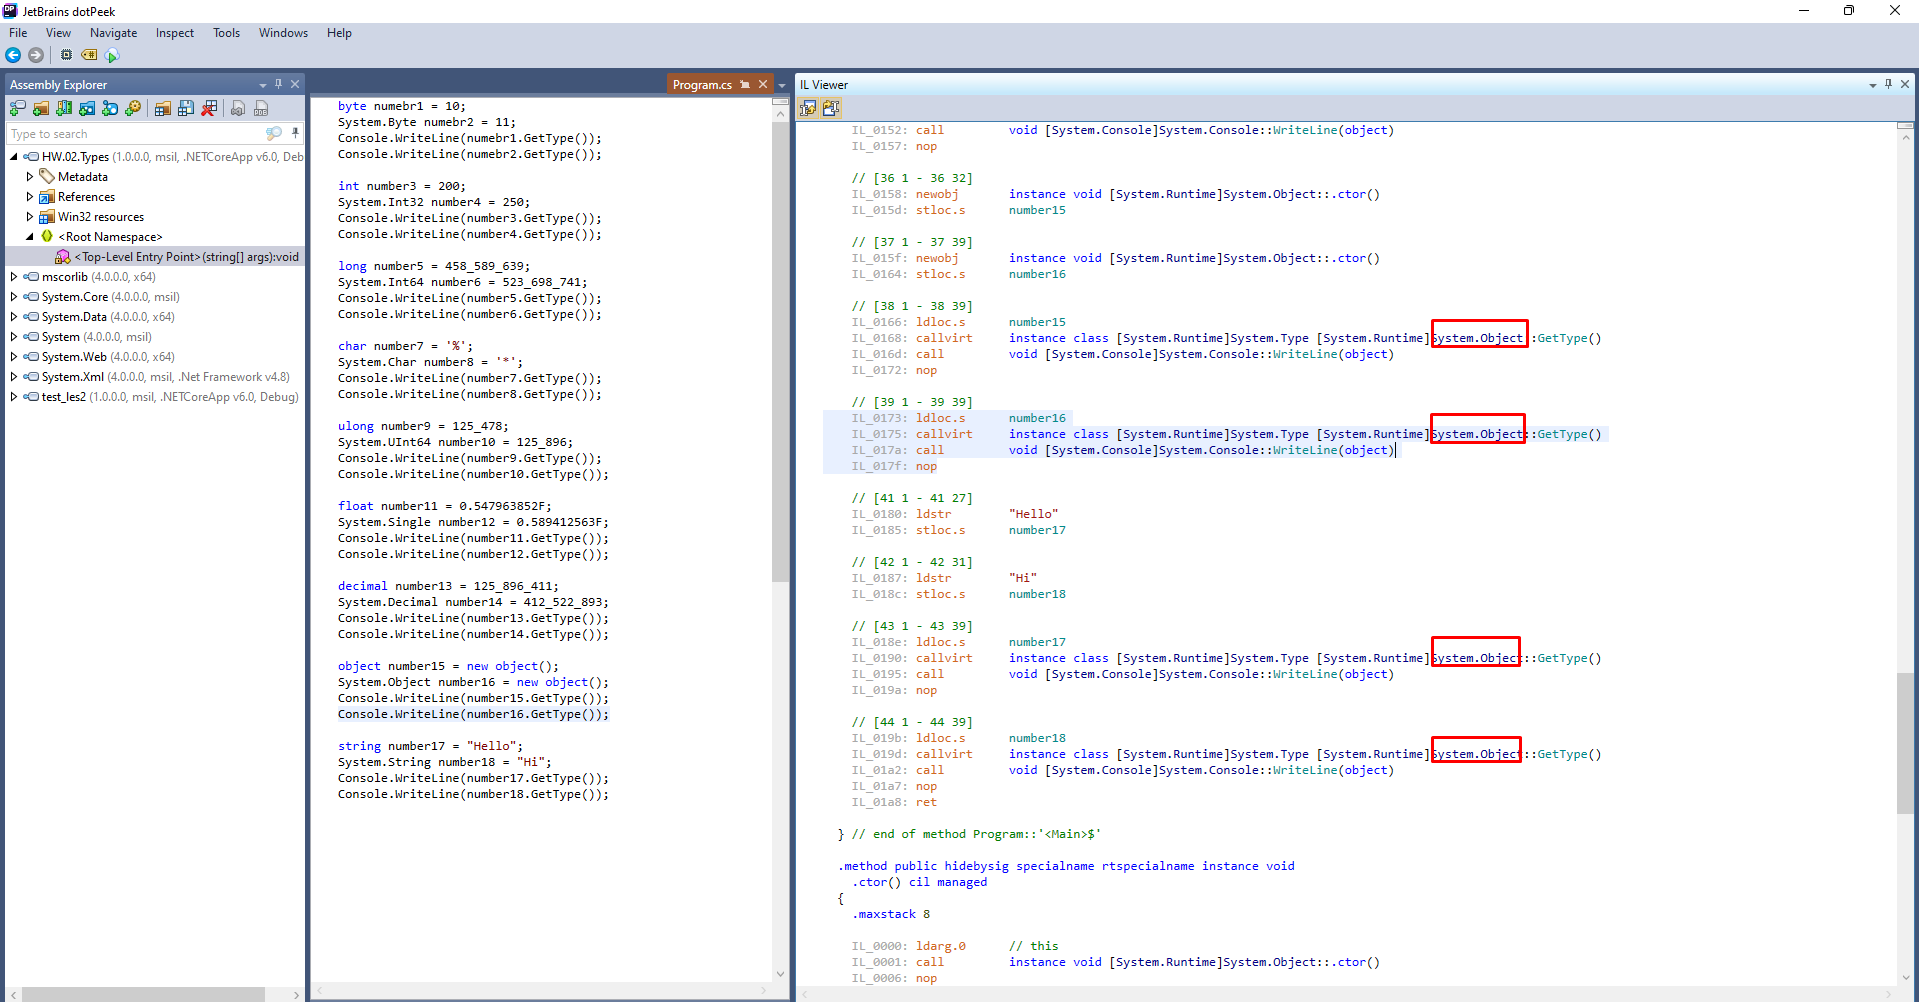 JetBrains dotPeek
File View Navigate Inspect Tools Windows Help
Assembly Explorer
Type to search
HW.02.Types (1.0.0.0, msil, .NETCoreApp v6.0, Deb
Metadata
References
Win32 resources
<Root Namespace>
<Top-Level Entry Point>(string[] args):void
mscorlib (4.0.0.0, x64)
System.Core (4.0.0.0, msil)
System.Data (4.0.0.0, x64)
System (4.0.0.0, msil)
System.Web (4.0.0.0, x64)
System.Xml (4.0.0.0, msil, .Net Framework v4.8)
test_les2 (1.0.0.0, msil, .NETCoreApp v6.0, Debug)
Program.cs
byte numebr1 = 10;
System.Byte numebr2 = 11;
Console.WriteLine(numebr1.GetType());
Console.WriteLine(numebr2.GetType());
int number3 = 200;
System.Int32 number4 = 250;
Console.WriteLine(number3.GetType());
Console.WriteLine(number4.GetType());
long number5 = 458_589_639;
System.Int64 number6 = 523_698_741;
Console.WriteLine(number5.GetType());
Console.WriteLine(number6.GetType());
char number7 = '%';
System.Char number8 = '*';
Console.WriteLine(number7.GetType());
Console.WriteLine(number8.GetType());
ulong number9 = 125_478;
System.UInt64 number10 = 125_896;
Console.WriteLine(number9.GetType());
Console.WriteLine(number10.GetType());
float number11 = 0.547963852F;
System.Single number12 = 0.589412563F;
Console.WriteLine(number11.GetType());
Console.WriteLine(number12.GetType());
decimal number13 = 125_896_411;
System.Decimal number14 = 412_522_893;
Console.WriteLine(number13.GetType());
Console.WriteLine(number14.GetType());
object number15 = new object();
System.Object number16 = new object();
Console.WriteLine(number15.GetType());
Console.WriteLine(number16.GetType());
string number17 = "Hello";
System.String number18 = "Hi";
Console.WriteLine(number17.GetType());
Console.WriteLine(number18.GetType());
IL Viewer
IL_0152: call void [System.Console]System.Console::WriteLine(object)
IL_0157: nop
// [36 1 - 36 32]
IL_0158: newobj instance void [System.Runtime]System.Object::.ctor()
IL_015d: stloc.s number15
// [37 1 - 37 39]
IL_015f: newobj instance void [System.Runtime]System.Object::.ctor()
IL_0164: stloc.s number16
// [38 1 - 38 39]
IL_0166: ldloc.s number15
IL_0168: callvirt instance class [System.Runtime]System.Type [System.Runtime]System.Object::GetType()
IL_016d: call void [System.Console]System.Console::WriteLine(object)
IL_0172: nop
// [39 1 - 39 39]
IL_0173: ldloc.s number16
IL_0175: callvirt instance class [System.Runtime]System.Type [System.Runtime]System.Object::GetType()
IL_017a: call void [System.Console]System.Console::WriteLine(object)
IL_017f: nop
// [41 1 - 41 27]
IL_0180: ldstr "Hello"
IL_0185: stloc.s number17
// [42 1 - 42 31]
IL_0187: ldstr "Hi"
IL_018c: stloc.s number18
// [43 1 - 43 39]
IL_018e: ldloc.s number17
IL_0190: callvirt instance class [System.Runtime]System.Type [System.Runtime]System.Object::GetType()
IL_0195: call void [System.Console]System.Console::WriteLine(object)
IL_019a: nop
// [44 1 - 44 39]
IL_019b: ldloc.s number18
IL_019d: callvirt instance class [System.Runtime]System.Type [System.Runtime]System.Object::GetType()
IL_01a2: call void [System.Console]System.Console::WriteLine(object)
IL_01a7: nop
IL_01a8: ret
} // end of method Program::'<Main>$'
.method public hidebysig specialname rtspecialname instance void
.ctor() cil managed
{
.maxstack 8
IL_0000: ldarg.0 // this
IL_0001: call instance void [System.Runtime]System.Object::.ctor()
IL_0006: nop